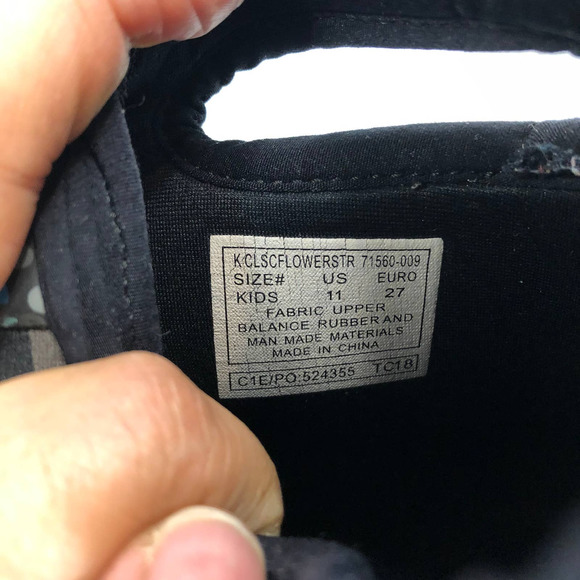 K CLSCFLOWERSTR 71560-009
SIZE# US EURO
KIDS 11 27
FABRIC UPPER
BALANCE RUBBER AND
MAN MADE MATERIALS
MADE IN CHINA
C1E/PO:524355 TC18